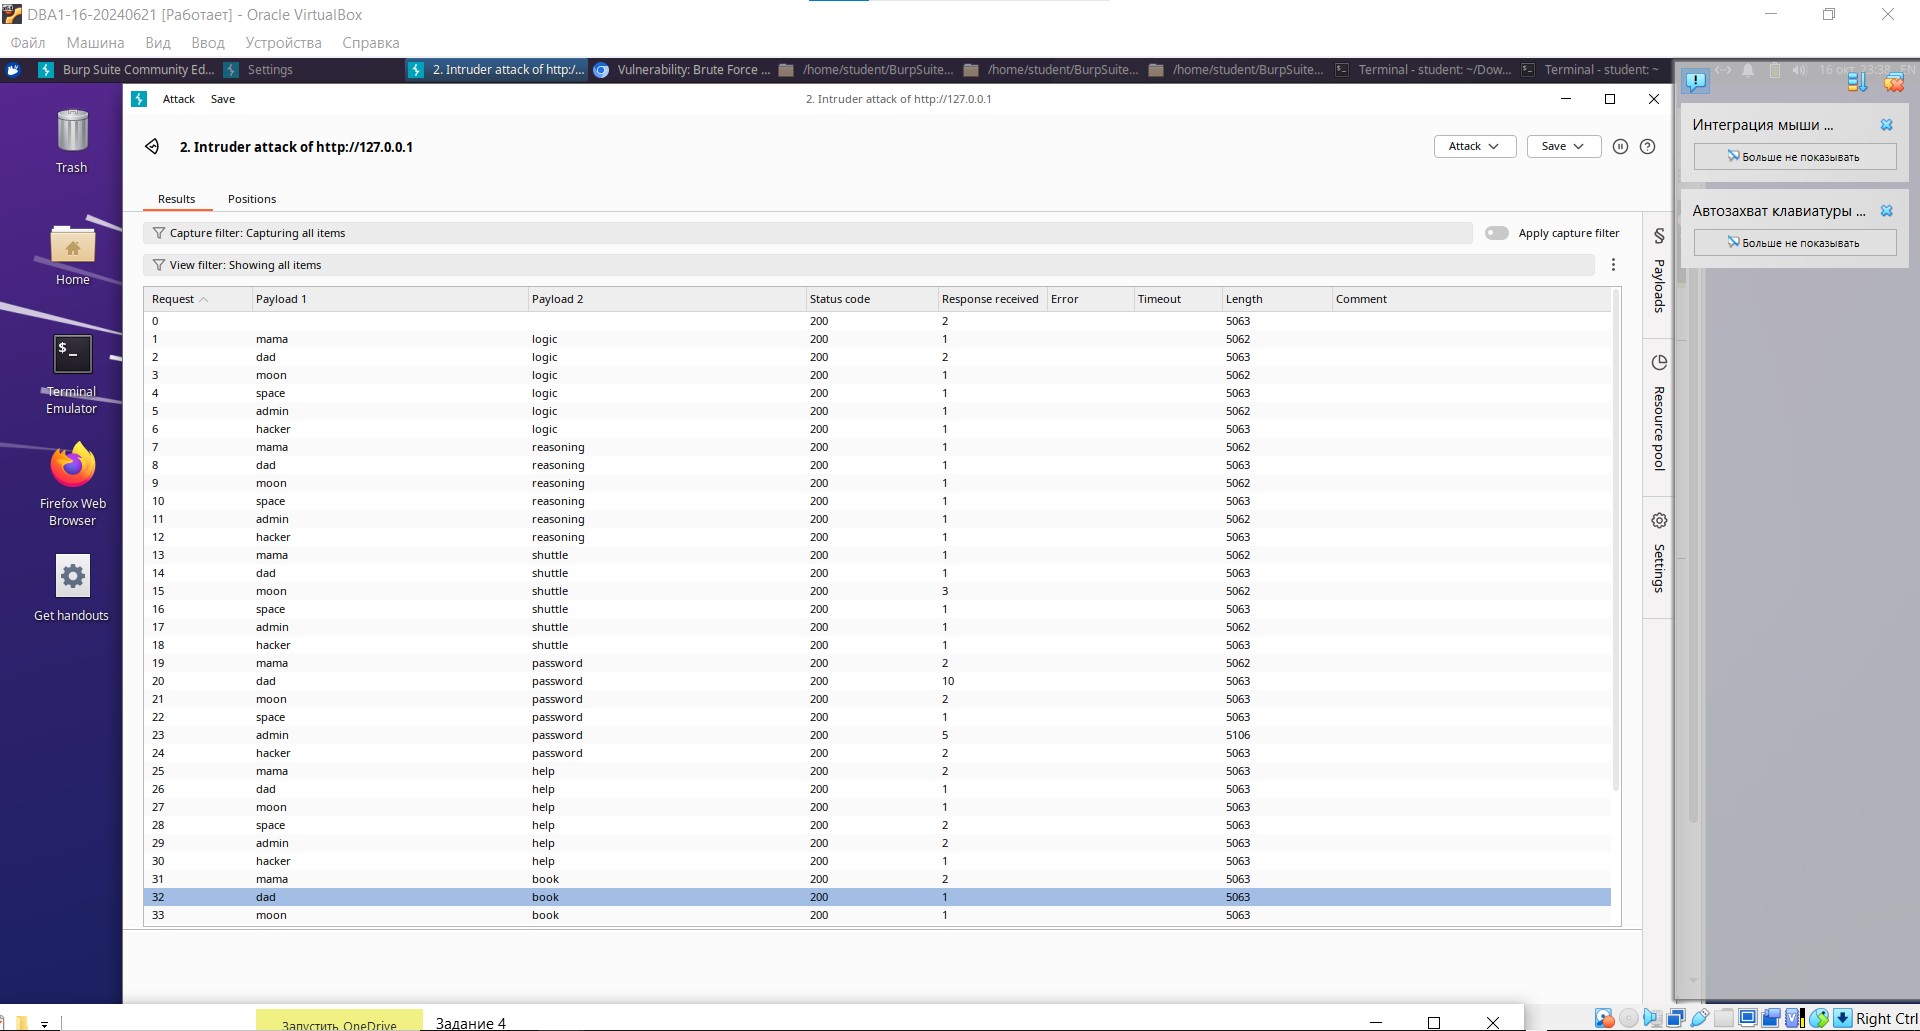 DBA1-16-20240621 [Работает] - Oracle VirtualBox
Файл Машина Вид Ввод Устройства Справка
Burp Suite Community Ed... Settings 2. Intruder attack of http:/... Vulnerability: Brute Force ... /home/student/BurpSuite... /home/student/BurpSuite... /home/student/BurpSuite... Terminal - student: ~/Dow... Terminal - student: ~ 16 окт, 23:38 EN
Attack Save 2. Intruder attack of http://127.0.0.1
2. Intruder attack of http://127.0.0.1 Attack Save
Results Positions
Capture filter: Capturing all items Apply capture filter
View filter: Showing all items
Request Payload 1 Payload 2 Status code Response received Error Timeout Length Comment
0 200 2 5063
1 mama logic 200 1 5062
2 dad logic 200 2 5063
3 moon logic 200 1 5062
4 space logic 200 1 5063
5 admin logic 200 1 5062
6 hacker logic 200 1 5063
7 mama reasoning 200 1 5062
8 dad reasoning 200 1 5063
9 moon reasoning 200 1 5062
10 space reasoning 200 1 5063
11 admin reasoning 200 1 5062
12 hacker reasoning 200 1 5063
13 mama shuttle 200 1 5062
14 dad shuttle 200 1 5063
15 moon shuttle 200 3 5062
16 space shuttle 200 1 5063
17 admin shuttle 200 1 5062
18 hacker shuttle 200 1 5063
19 mama password 200 2 5062
20 dad password 200 10 5063
21 moon password 200 2 5063
22 space password 200 1 5063
23 admin password 200 5 5106
24 hacker password 200 2 5063
25 mama help 200 2 5063
26 dad help 200 1 5063
27 moon help 200 1 5063
28 space help 200 2 5063
29 admin help 200 2 5063
30 hacker help 200 1 5063
31 mama book 200 2 5063
32 dad book 200 1 5063
33 moon book 200 1 5063
Payloads
Resource pool
Settings
Trash
Home
Terminal
Emulator
Firefox Web
Browser
Get handouts
Интеграция мыши ...
Больше не показывать
Автозахват клавиатуры ...
Больше не показывать
Запустить OneDrive Задание 4
Right Ctrl